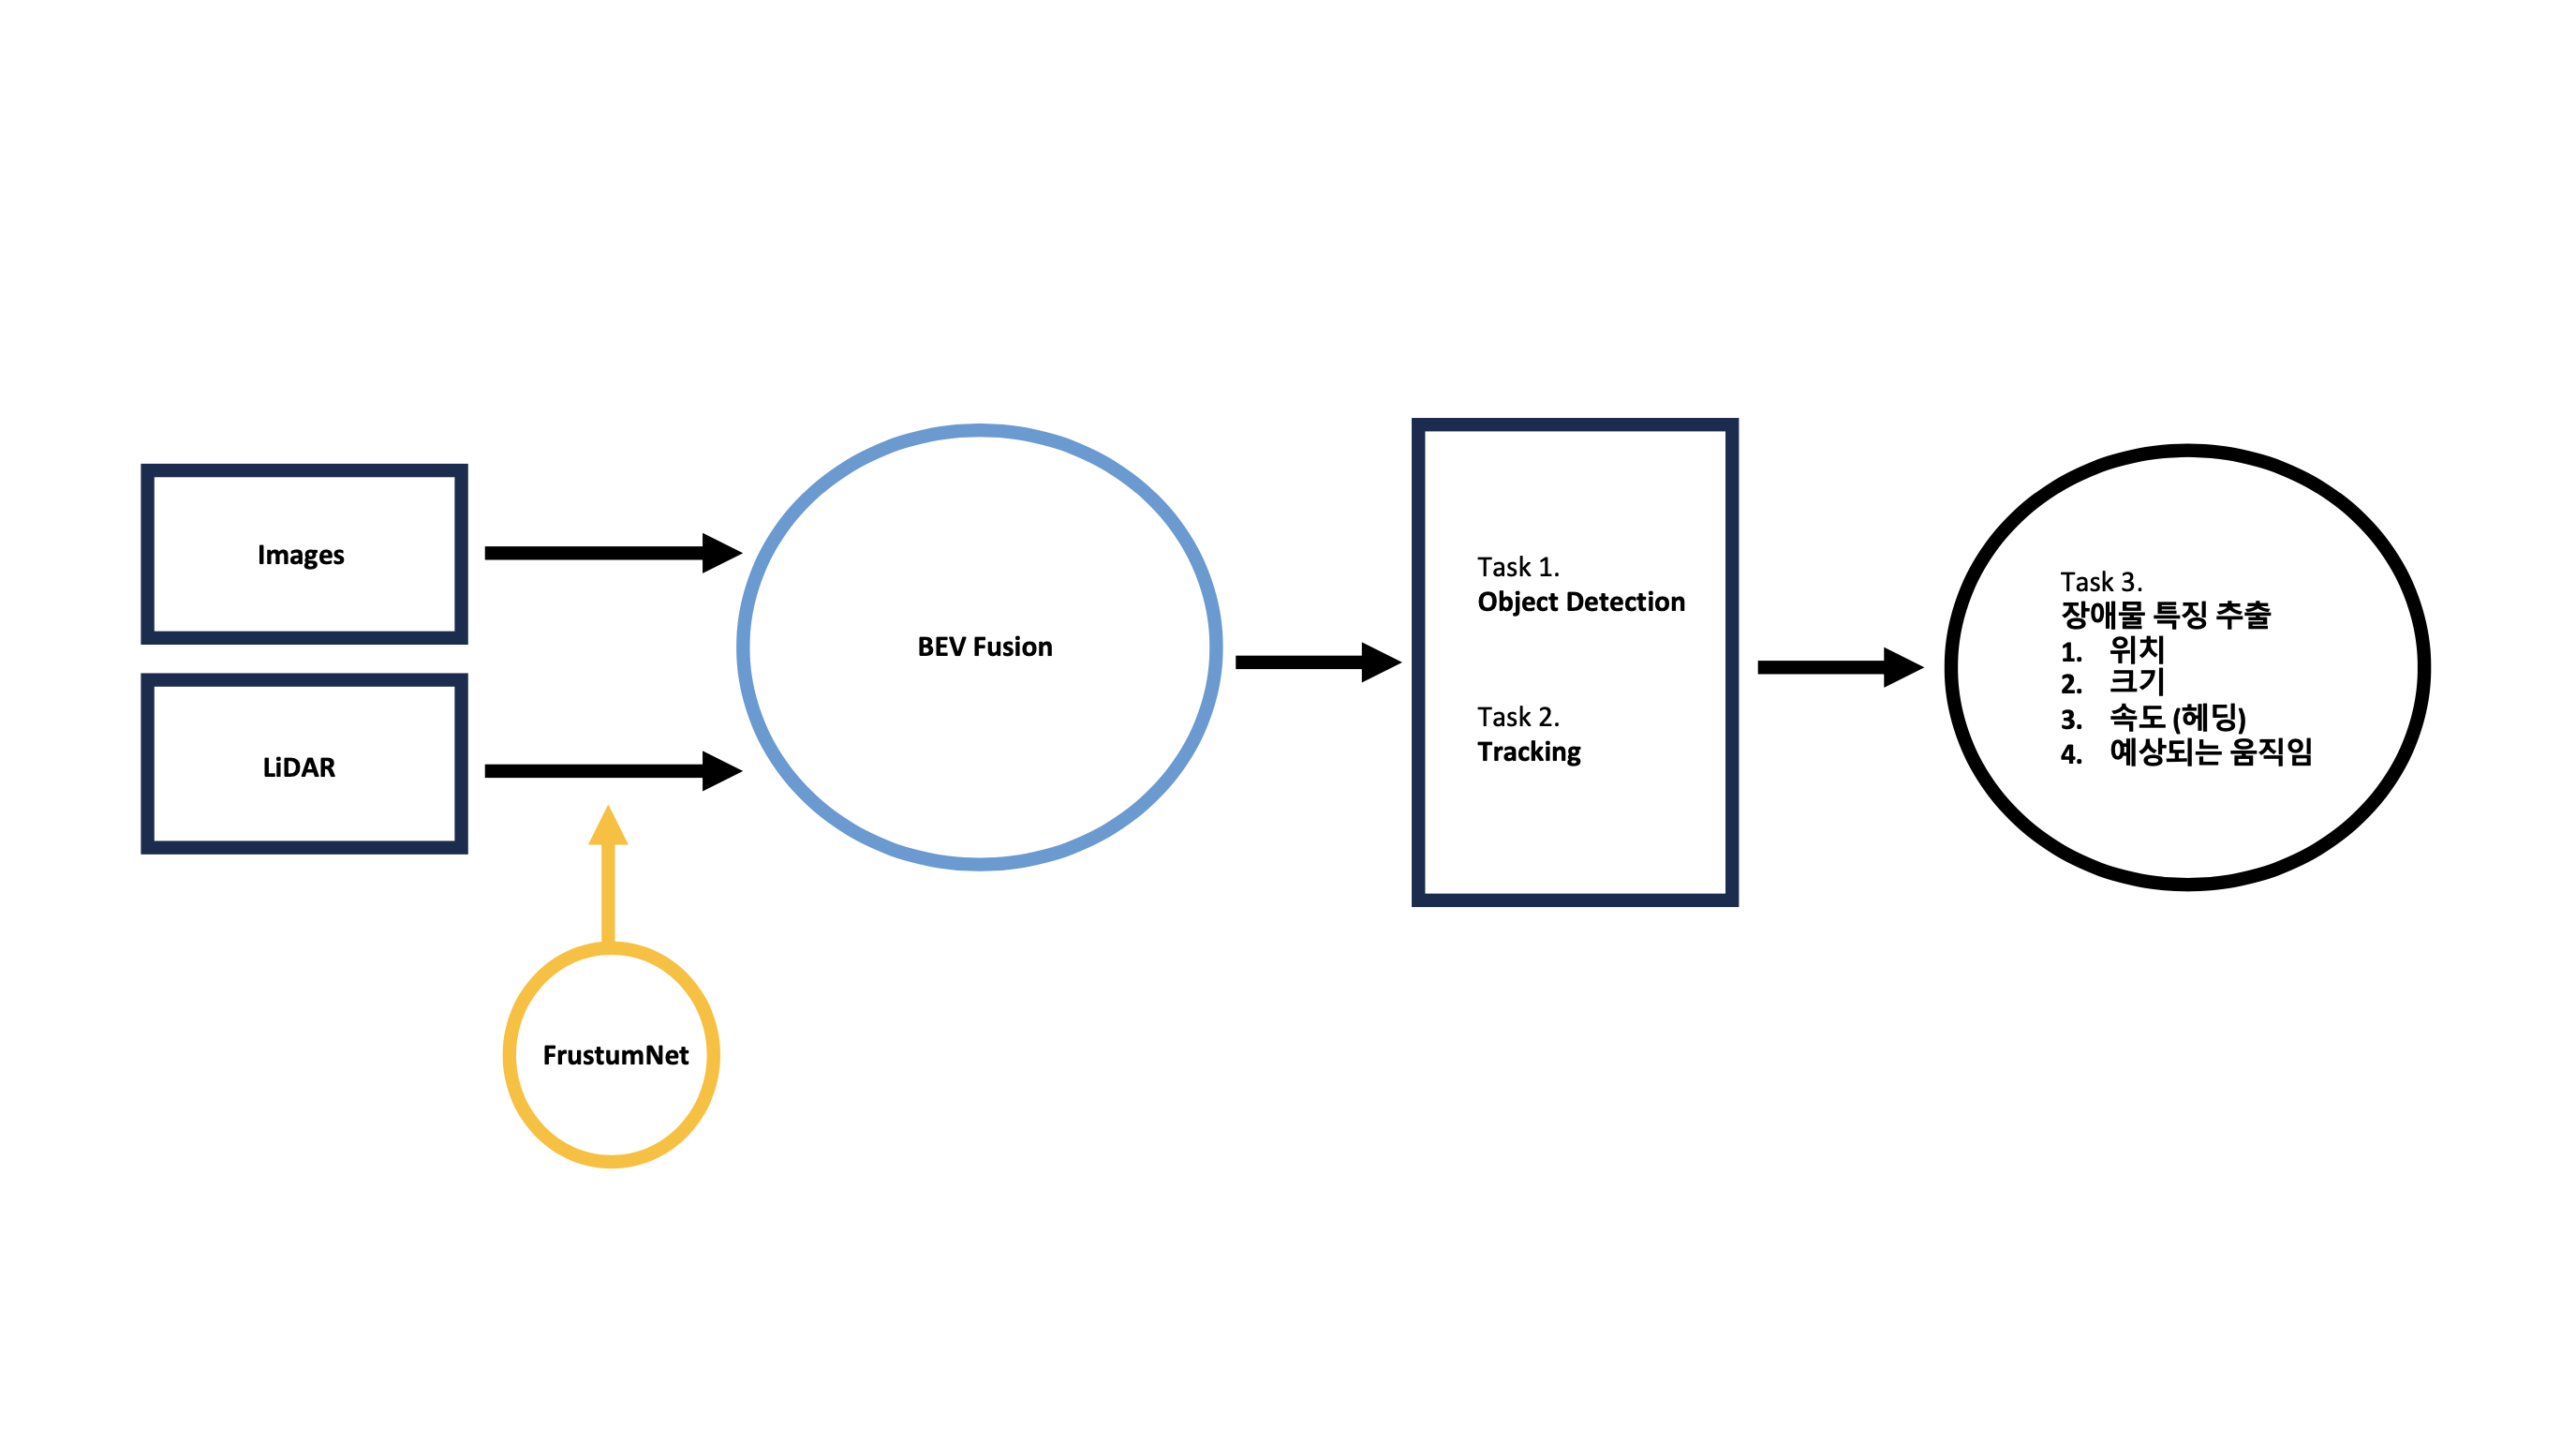 Images
LiDAR
FrustumNet
BEV Fusion
Task 1.
Object Detection
Task 2.
Tracking
Task 3.
장애물 특징 추출
1. 위치
2. 크기
3. 속도 (헤딩)
4. 예상되는 움직임